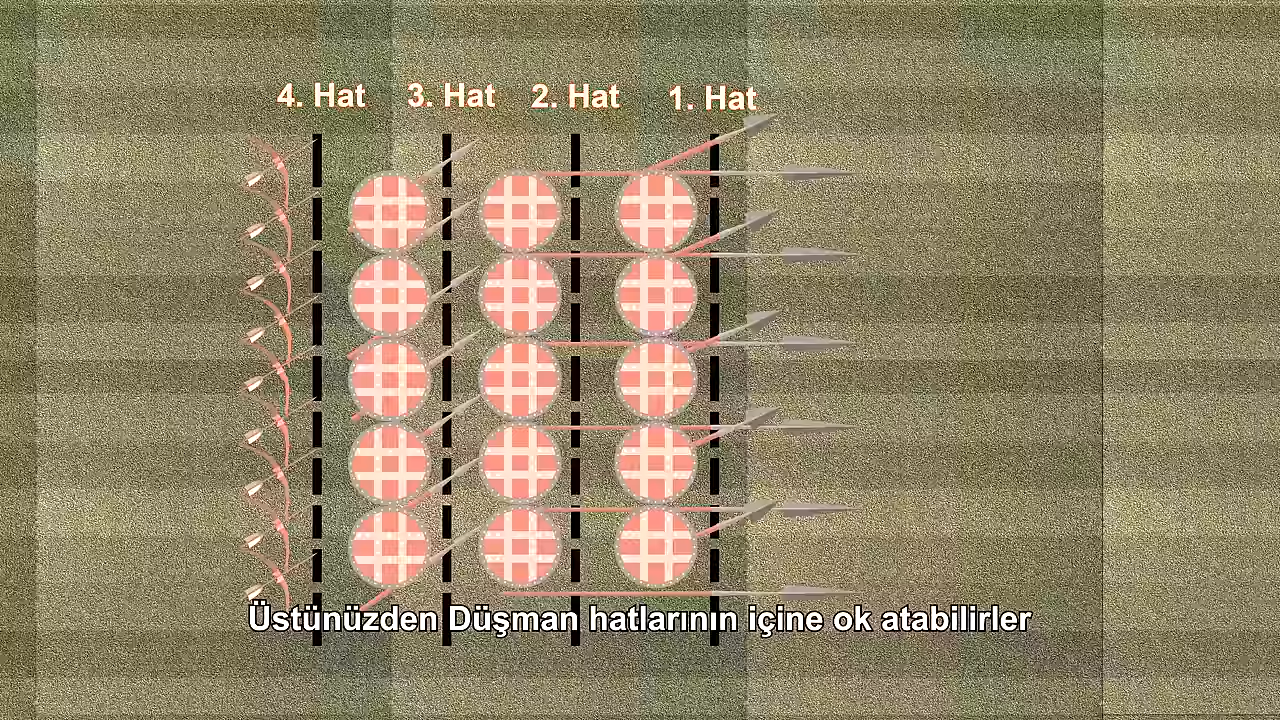 4. Hat 3. Hat 2. Hat 1. Hat
Üstünüzden Düşman hatlarının içine ok atabilirler